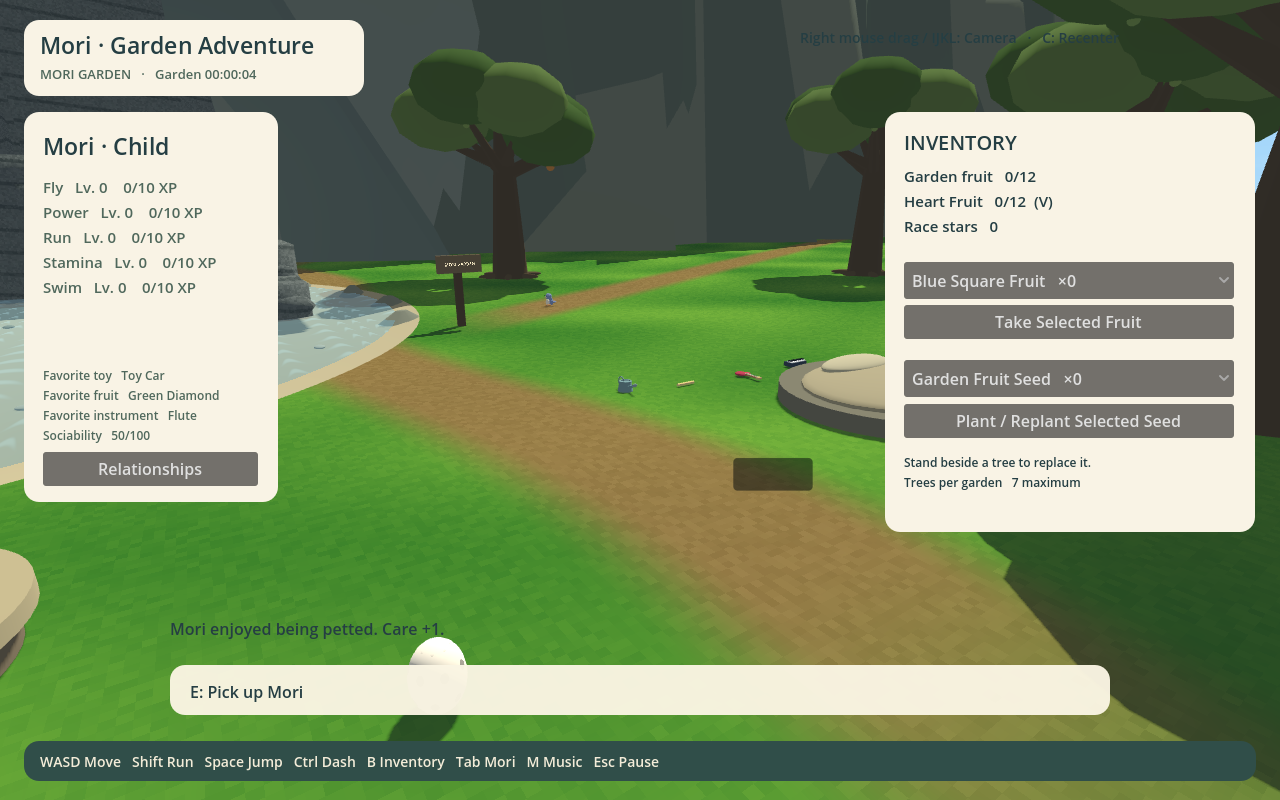 Mori · Garden Adventure
MORI GARDEN · Garden 00:00:04
Right mouse drag / IJKL: Camera · C: Recenter
Mori · Child
Fly Lv. 0 0/10 XP
Power Lv. 0 0/10 XP
Run Lv. 0 0/10 XP
Stamina Lv. 0 0/10 XP
Swim Lv. 0 0/10 XP
Favorite toy Toy Car
Favorite fruit Green Diamond
Favorite instrument Flute
Sociability 50/100
Relationships
INVENTORY
Garden fruit 0/12
Heart Fruit 0/12 (V)
Race stars 0
Blue Square Fruit ×0
Take Selected Fruit
Garden Fruit Seed ×0
Plant / Replant Selected Seed
Stand beside a tree to replace it.
Trees per garden 7 maximum
Mori enjoyed being petted. Care +1.
E: Pick up Mori
WASD Move Shift Run Space Jump Ctrl Dash B Inventory Tab Mori M Music Esc Pause